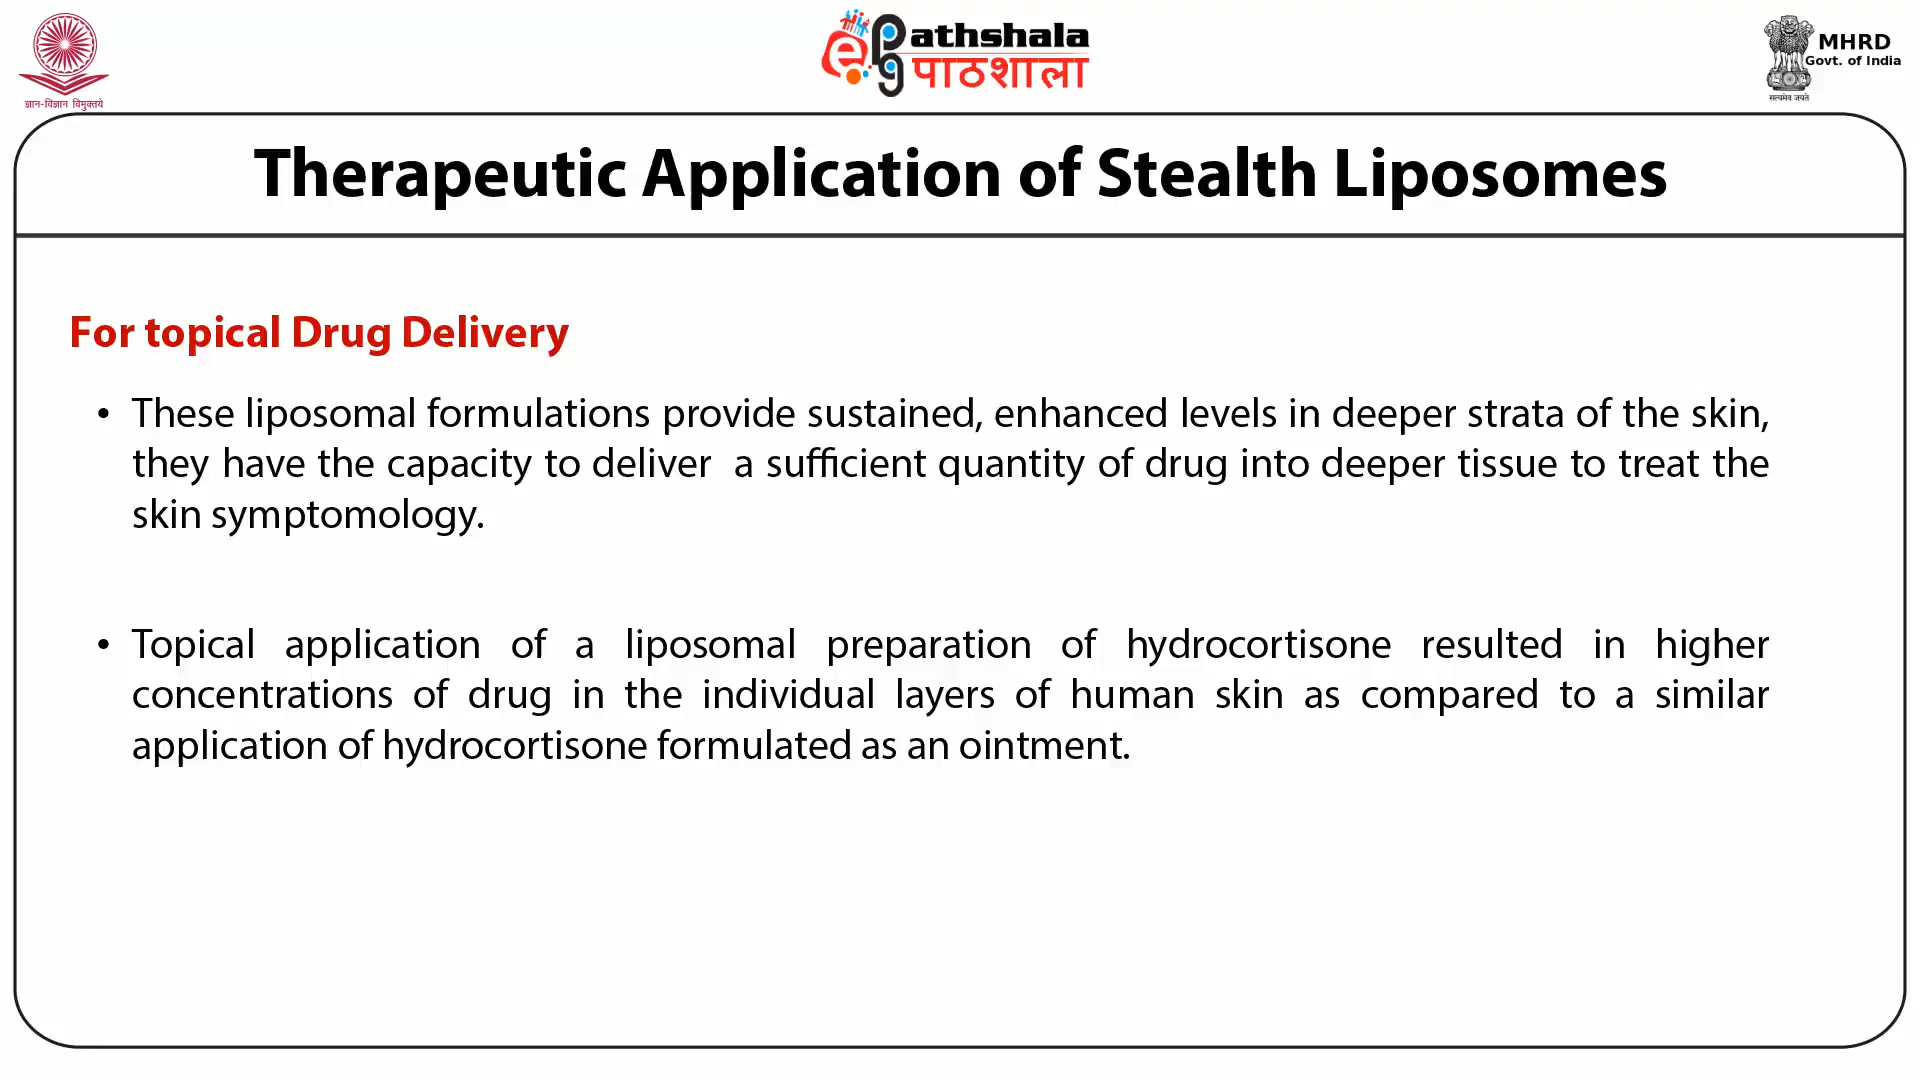 ज्ञान-विज्ञान विमुक्तये
ePathshala
पाठशाला
MHRD
Govt. of India
सत्यमेव जयते
Therapeutic Application of Stealth Liposomes
For topical Drug Delivery
• These liposomal formulations provide sustained, enhanced levels in deeper strata of the skin,
they have the capacity to deliver a sufficient quantity of drug into deeper tissue to treat the
skin symptomology.
• Topical application of a liposomal preparation of hydrocortisone resulted in higher
concentrations of drug in the individual layers of human skin as compared to a similar
application of hydrocortisone formulated as an ointment.